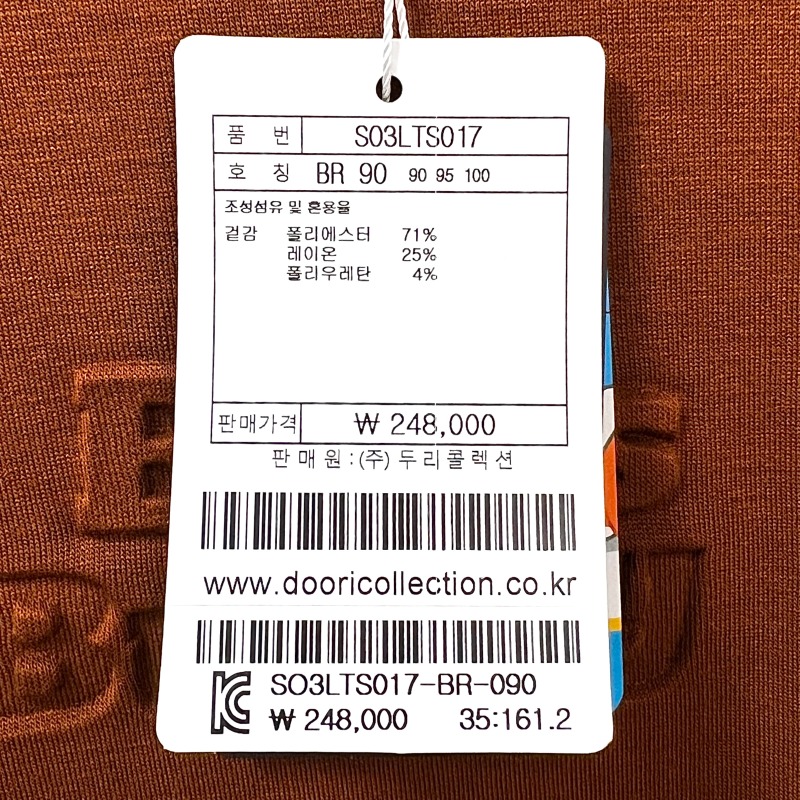 품 번 SO3LTS017
호 칭 BR 90 90 95 100
조성섬유 및 혼용율
겉감 폴리에스터 71%
레이온 25%
폴리우레탄 4%
판매가격 ₩ 248,000
판 매 원 : (주) 두 리 콜 렉 션
www.dooricollection.co.kr
SO3LTS017-BR-090
₩ 248,000 35:161.2